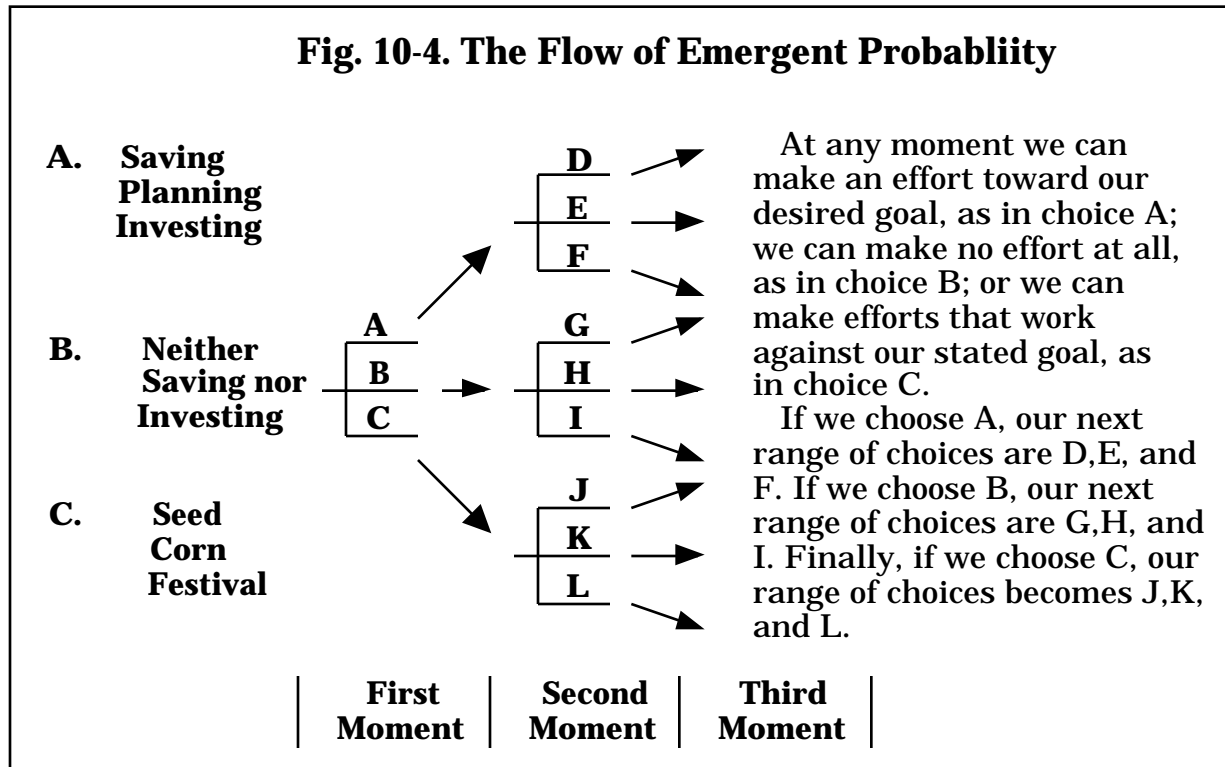 Fig. 10-4. The Flow of Emergent Probabliity
A. Saving
Planning
Investing
B. Neither
Saving nor
Investing
C. Seed
Corn
Festival
A
B
C
D
E
F
G
H
I
J
K
L
At any moment we can
make an effort toward our
desired goal, as in choice A;
we can make no effort at all,
as in choice B; or we can
make efforts that work
against our stated goal, as
in choice C.
If we choose A, our next
range of choices are D,E, and
F. If we choose B, our next
range of choices are G,H, and
I. Finally, if we choose C, our
range of choices becomes J,K,
and L.
First
Moment
Second
Moment
Third
Moment